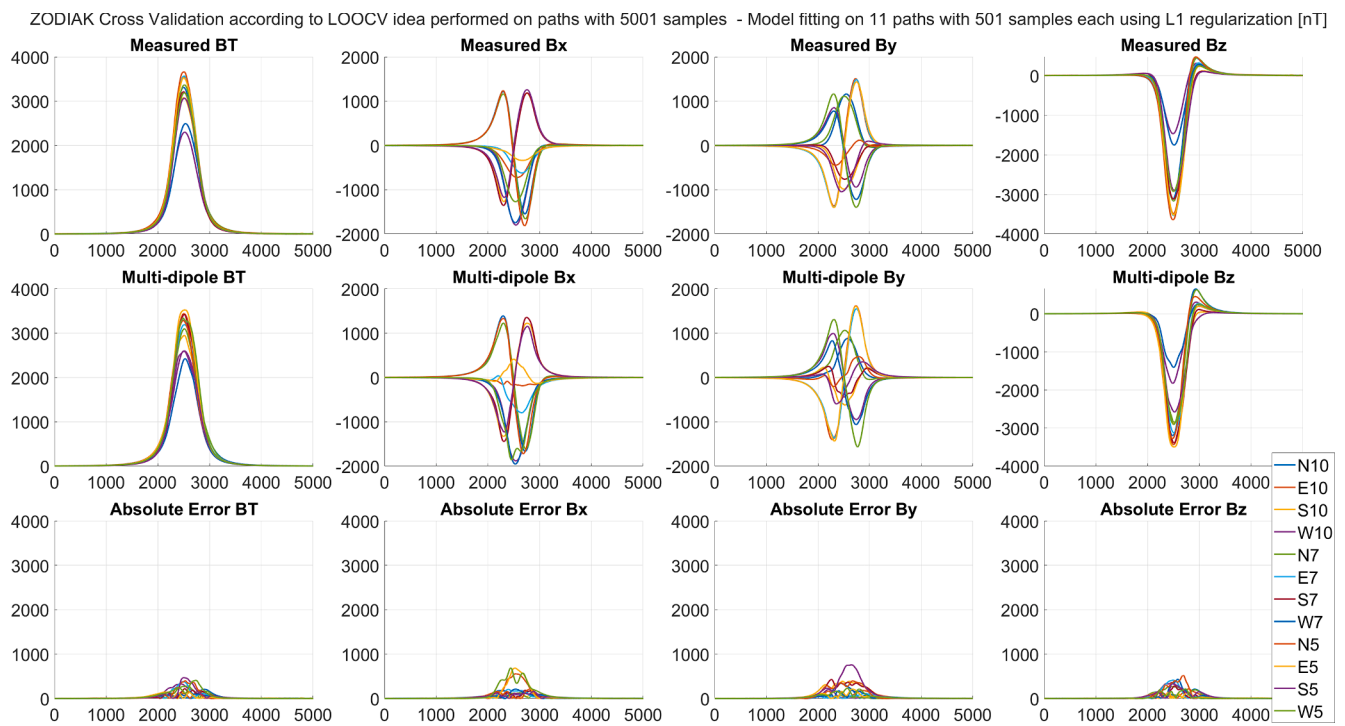 ZODIAK Cross Validation according to LOOCV idea performed on paths with 5001 samples - Model fitting on 11 paths with 501 samples each using L1 regularization [nT]
Measured BT
Measured Bx
Measured By
Measured Bz
4000
3000
2000
1000
0
0 1000 2000 3000 4000 5000
2000
1000
0
-1000
-2000
0 1000 2000 3000 4000 5000
2000
1000
0
-1000
-2000
0 1000 2000 3000 4000 5000
0
-1000
-2000
-3000
-4000
0 1000 2000 3000 4000 5000
Multi-dipole BT
Multi-dipole Bx
Multi-dipole By
Multi-dipole Bz
4000
3000
2000
1000
0
0 1000 2000 3000 4000 5000
2000
1000
0
-1000
-2000
0 1000 2000 3000 4000 5000
2000
1000
0
-1000
-2000
0 1000 2000 3000 4000 5000
0
-1000
-2000
-3000
-4000
0 1000 2000 3000 4000
Absolute Error BT
Absolute Error Bx
Absolute Error By
Absolute Error Bz
4000
3000
2000
1000
0
0 1000 2000 3000 4000 5000
4000
3000
2000
1000
0
0 1000 2000 3000 4000 5000
4000
3000
2000
1000
0
0 1000 2000 3000 4000 5000
4000
3000
2000
1000
0
0 1000 2000 3000 4000
N10
E10
S10
W10
N7
E7
S7
W7
N5
E5
S5
W5